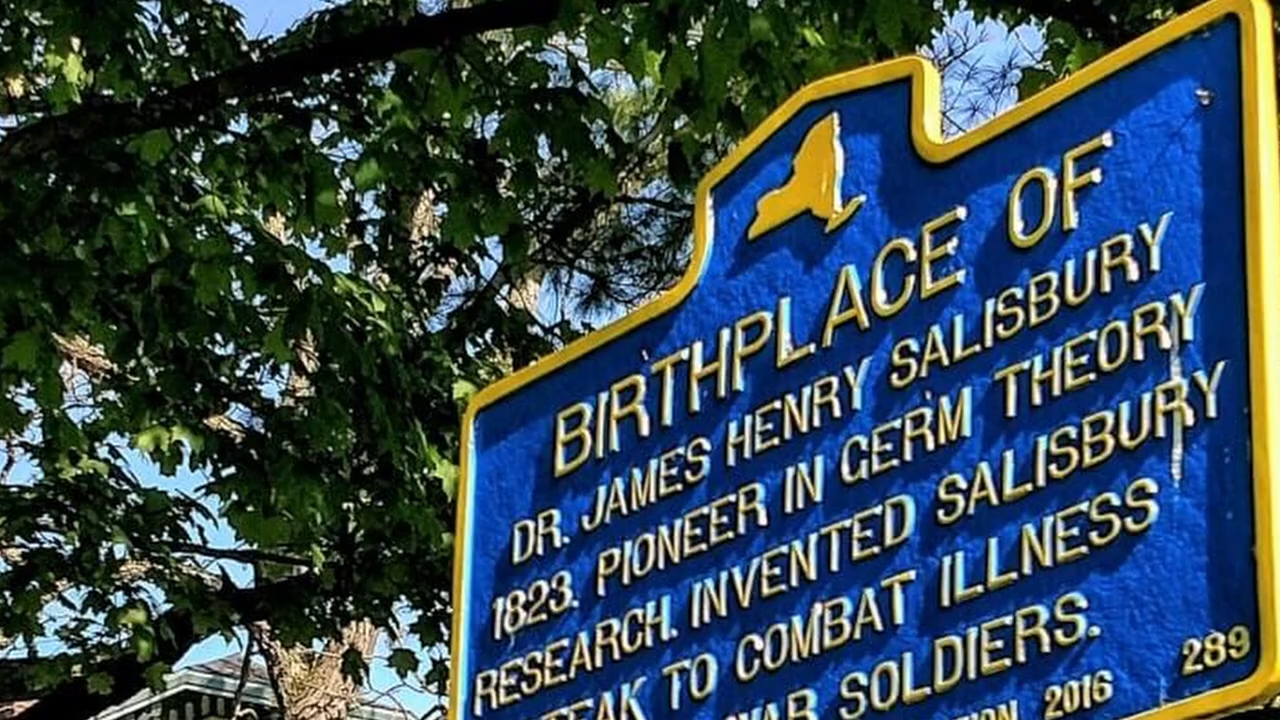 BIRTHPLACE OF
DR. JAMES HENRY SALISBURY
1823. PIONEER IN GERM THEORY
RESEARCH. INVENTED SALISBURY
TO COMBAT ILLNESS
SOLDIERS.
2016 289